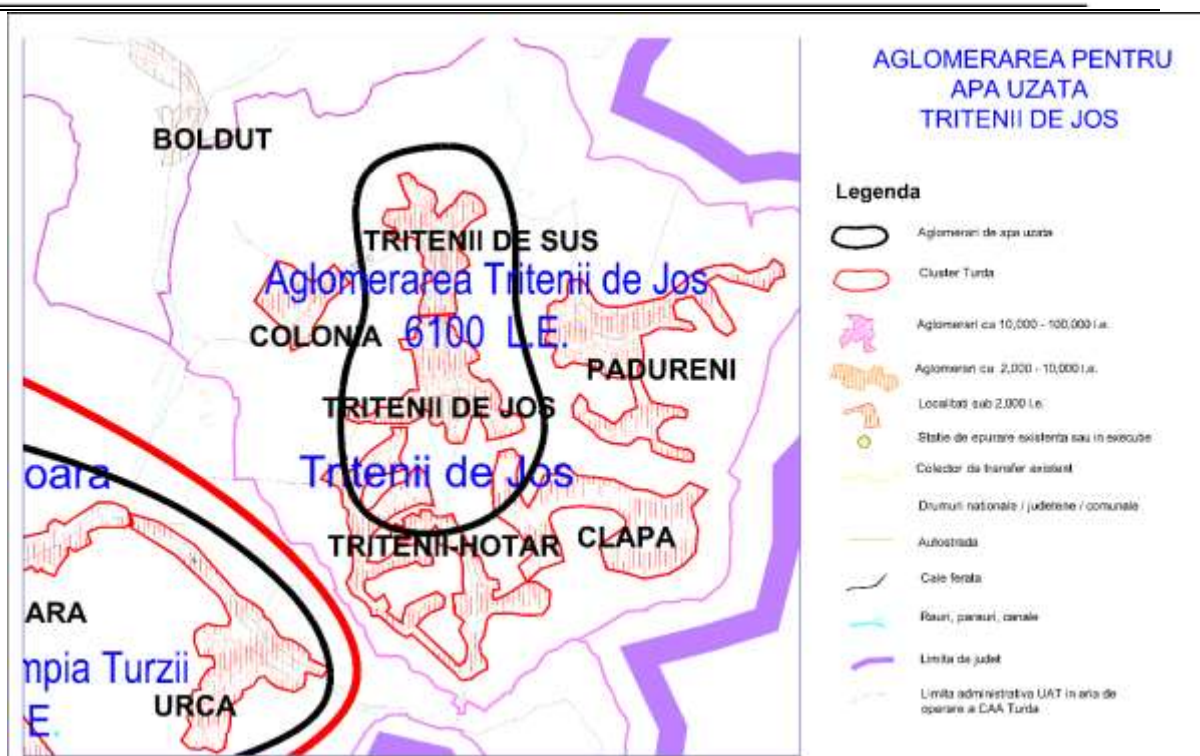 AGLOMERAREA PENTRU
APA UZATA
TRITENII DE JOS
BOLDUT
TRITENII DE SUS
Aglomerarea Tritenii de Jos
COLONIA
6100 L.E.
PADURENI
TRITENII DE JOS
oara
Tritenii de Jos
TRITENII-HOTAR
CLAPA
ARA
mpia Turzii
URCA
E.
Legenda
Aglomerari de apa uzata
Cluster Turda
Aglomerari cu 10,000 - 100,000 l.e.
Aglomerari cu 2,000 - 10,000 l.e.
Localitati sub 2,000 l.e.
Statie de epurare existenta sau in executie
Colector de transfer existent
Drumuri nationale / judetene / comunale
Autostrada
Cale ferata
Rauri, parauri, canale
Limita de judet
Limita administrativa UAT in aria de
operare a CAA Turda